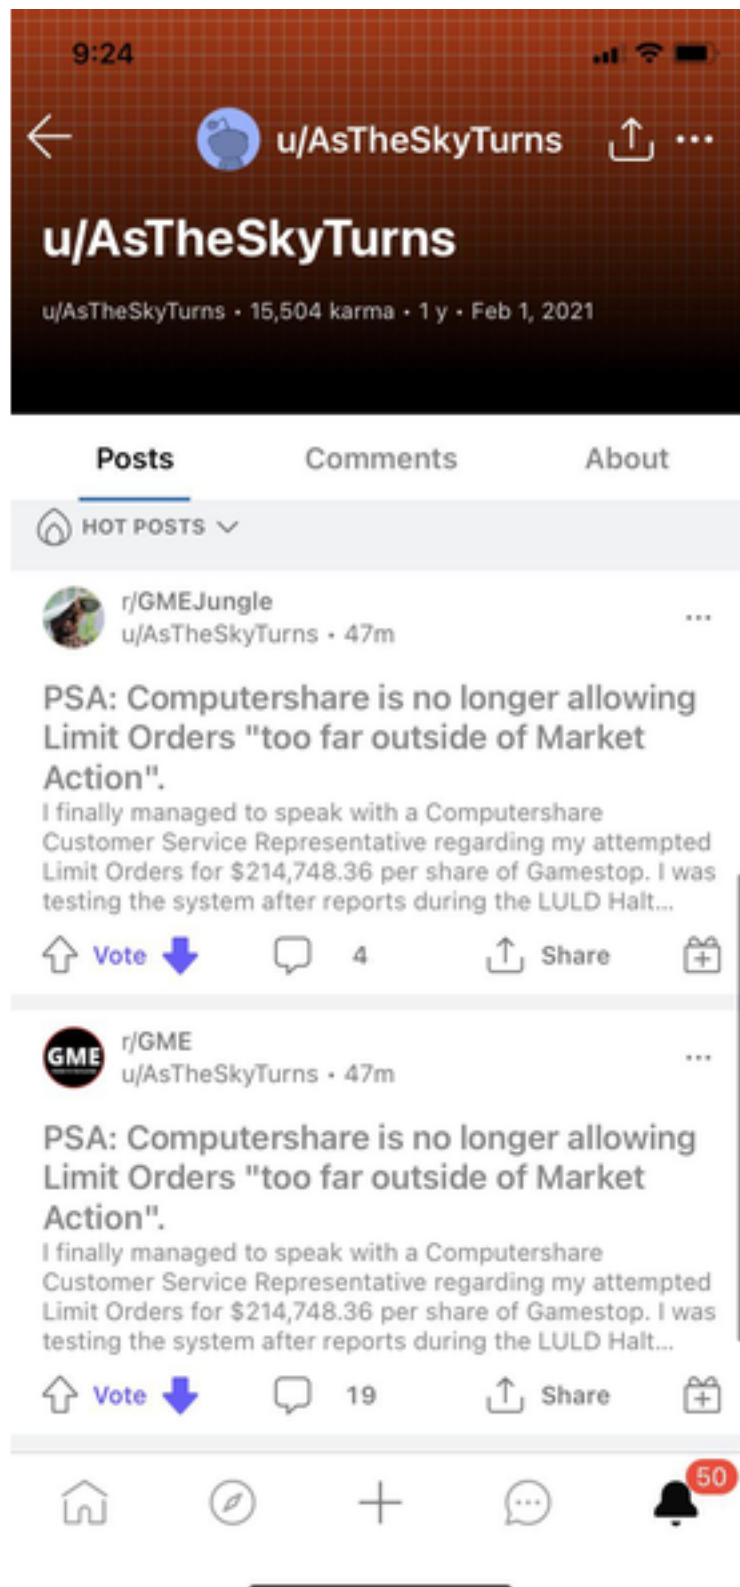 9:24
u/AsTheSkyTurns
u/AsTheSkyTurns
u/AsTheSkyTurns • 15,504 karma • 1 y • Feb 1, 2021
Posts Comments About
HOT POSTS
r/GMEJungle
u/AsTheSkyTurns • 47m
PSA: Computershare is no longer allowing
Limit Orders "too far outside of Market
Action".
I finally managed to speak with a Computershare
Customer Service Representative regarding my attempted
Limit Orders for $214,748.36 per share of Gamestop. I was
testing the system after reports during the LULD Halt...
Vote 4 Share
GME
r/GME
u/AsTheSkyTurns • 47m
PSA: Computershare is no longer allowing
Limit Orders "too far outside of Market
Action".
I finally managed to speak with a Computershare
Customer Service Representative regarding my attempted
Limit Orders for $214,748.36 per share of Gamestop. I was
testing the system after reports during the LULD Halt...
Vote 19 Share
50